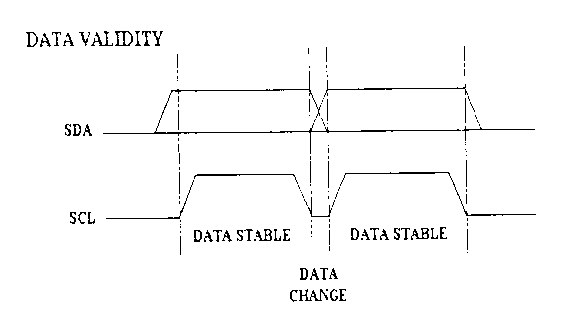 DATA VALIDITY
SDA
SCL
DATA STABLE
DATA STABLE
DATA
CHANGE